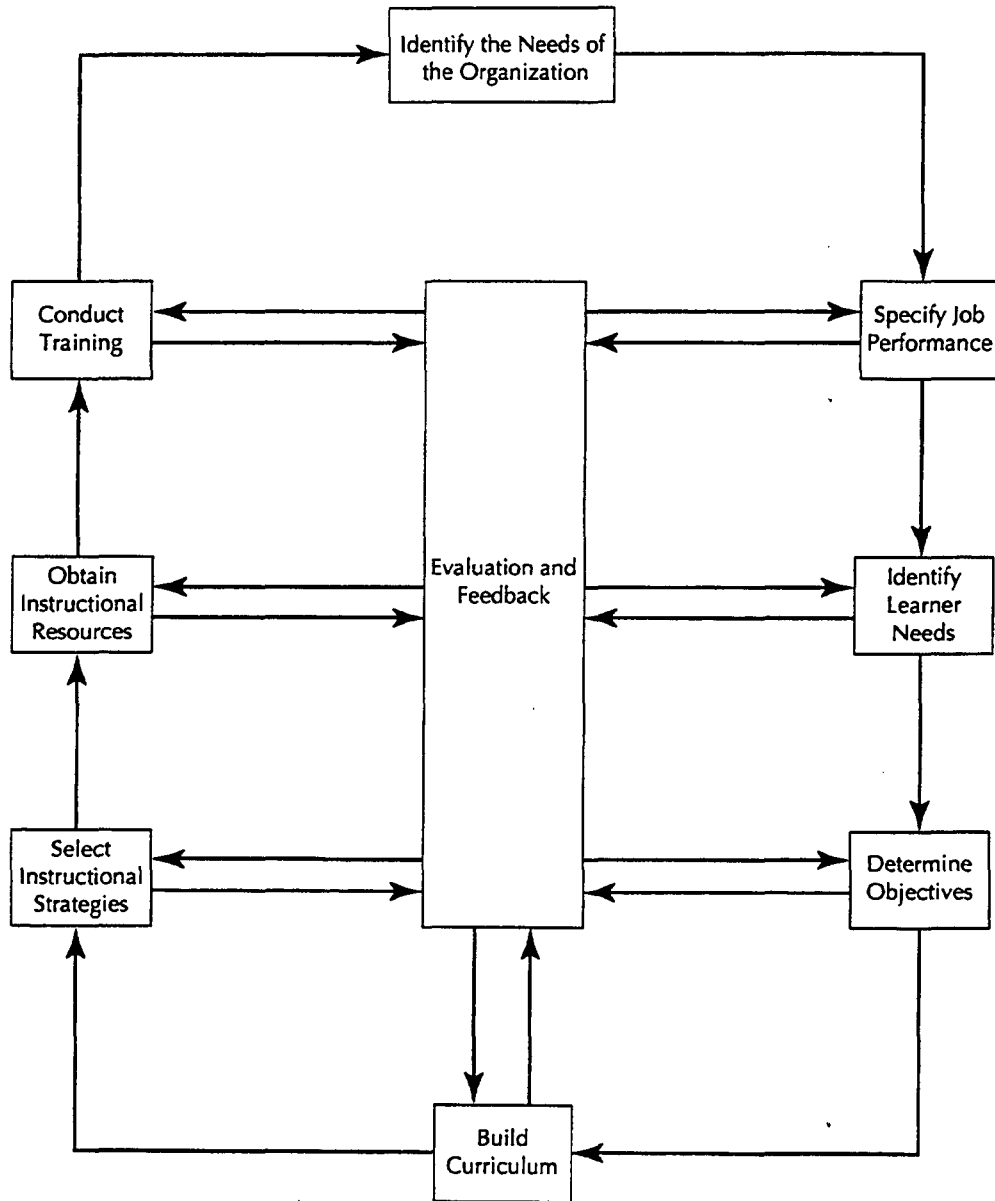 Identify the Needs of
the Organization
Conduct
Training
Specify Job
Performance
Obtain
Instructional
Resources
Evaluation and
Feedback
Identify
Learner
Needs
Select
Instructional
Strategies
Determine
Objectives
Build
Curriculum